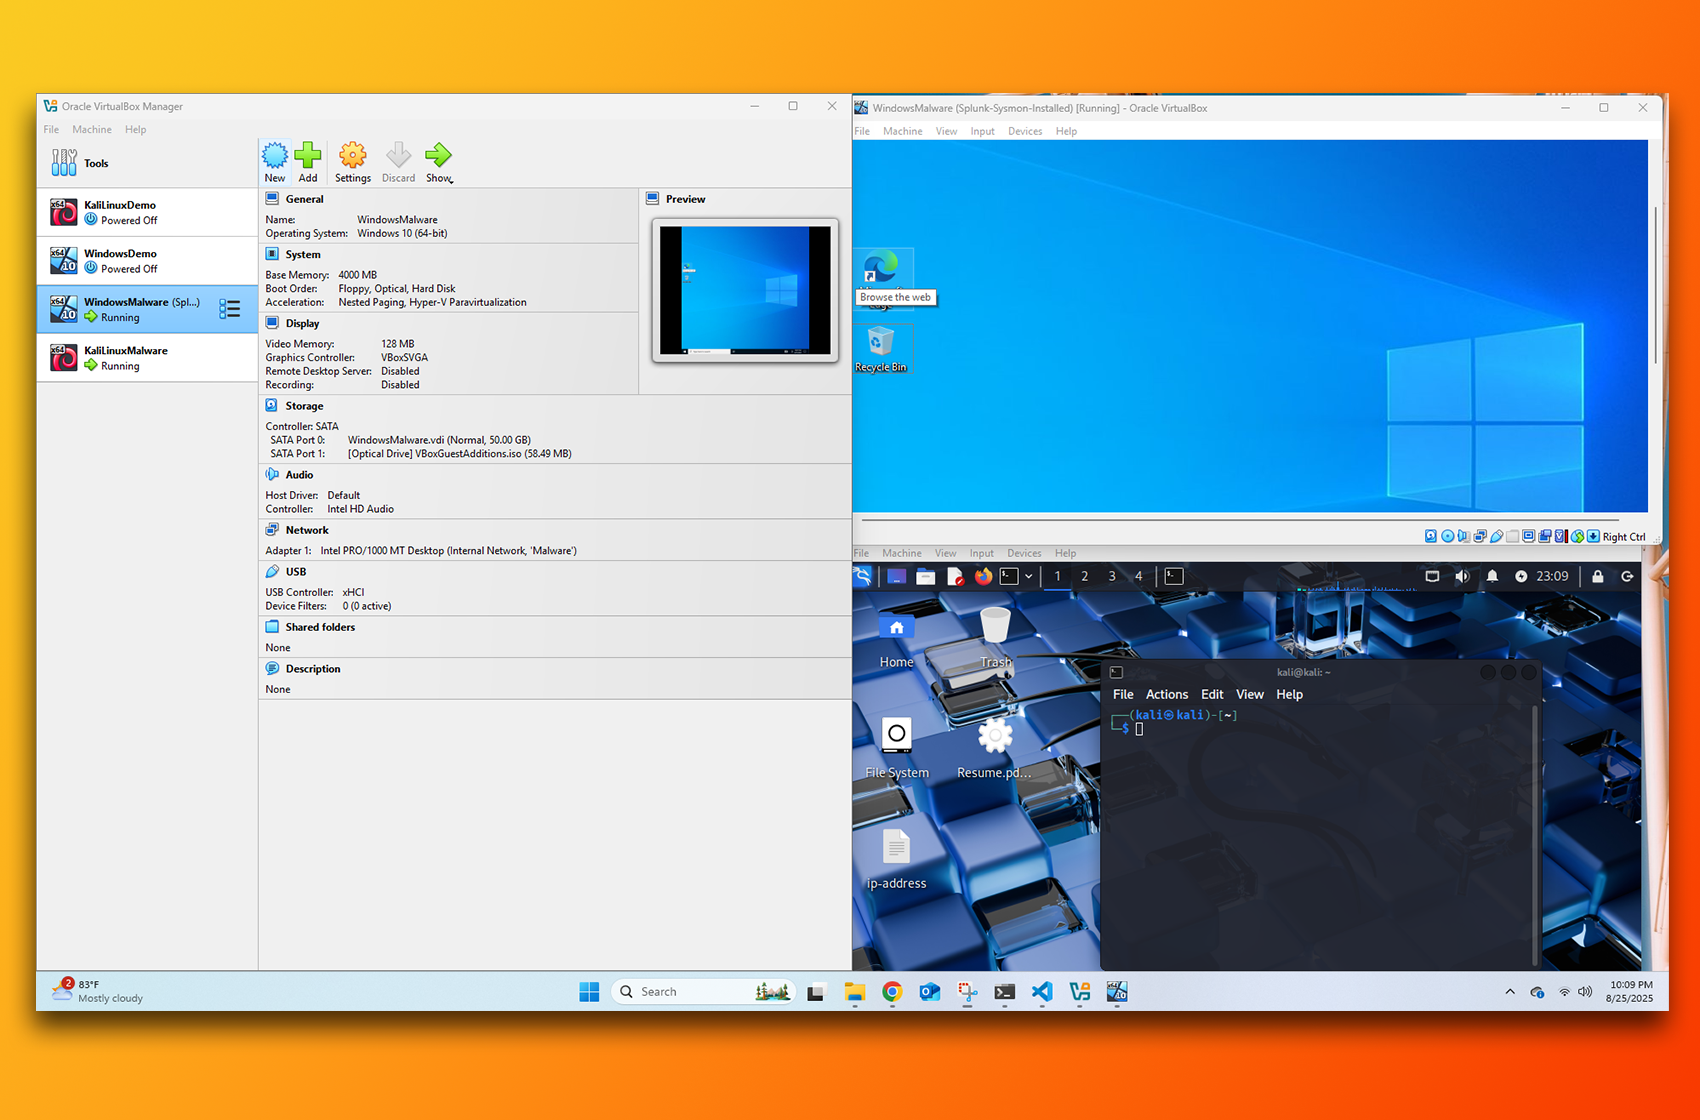 Oracle VirtualBox Manager
File Machine Help
Tools
KaliLinuxDemo
Powered Off
WindowsDemo
Powered Off
WindowsMalware (Spl...)
Running
KaliLinuxMalware
Running
New Add Settings Discard Show
General
Name: WindowsMalware
Operating System: Windows 10 (64-bit)
System
Base Memory: 4000 MB
Boot Order: Floppy, Optical, Hard Disk
Acceleration: Nested Paging, Hyper-V Paravirtualization
Display
Video Memory: 128 MB
Graphics Controller: VBoxSVGA
Remote Desktop Server: Disabled
Recording: Disabled
Storage
Controller: SATA
SATA Port 0: WindowsMalware.vdi (Normal, 50.00 GB)
SATA Port 1: [Optical Drive] VBoxGuestAdditions.iso (58.49 MB)
Audio
Host Driver: Default
Controller: Intel HD Audio
Network
Adapter 1: Intel PRO/1000 MT Desktop (Internal Network, 'Malware')
USB
USB Controller: xHCI
Device Filters: 0 (0 active)
Shared folders
None
Description
None
Preview
WindowsMalware (Splunk-Sysmon-Installed) [Running] - Oracle VirtualBox
File Machine View Input Devices Help
Browse the web
Recycle Bin
Right Ctrl
File Machine View Input Devices Help
1 2 3 4
23:09
Home
Trash
File System
Resume.pd...
ip-address
kali@kali: ~
File Actions Edit View Help
(kali㉿kali)-[~]
$
2
83°F
Mostly cloudy
Search
10:09 PM
8/25/2025